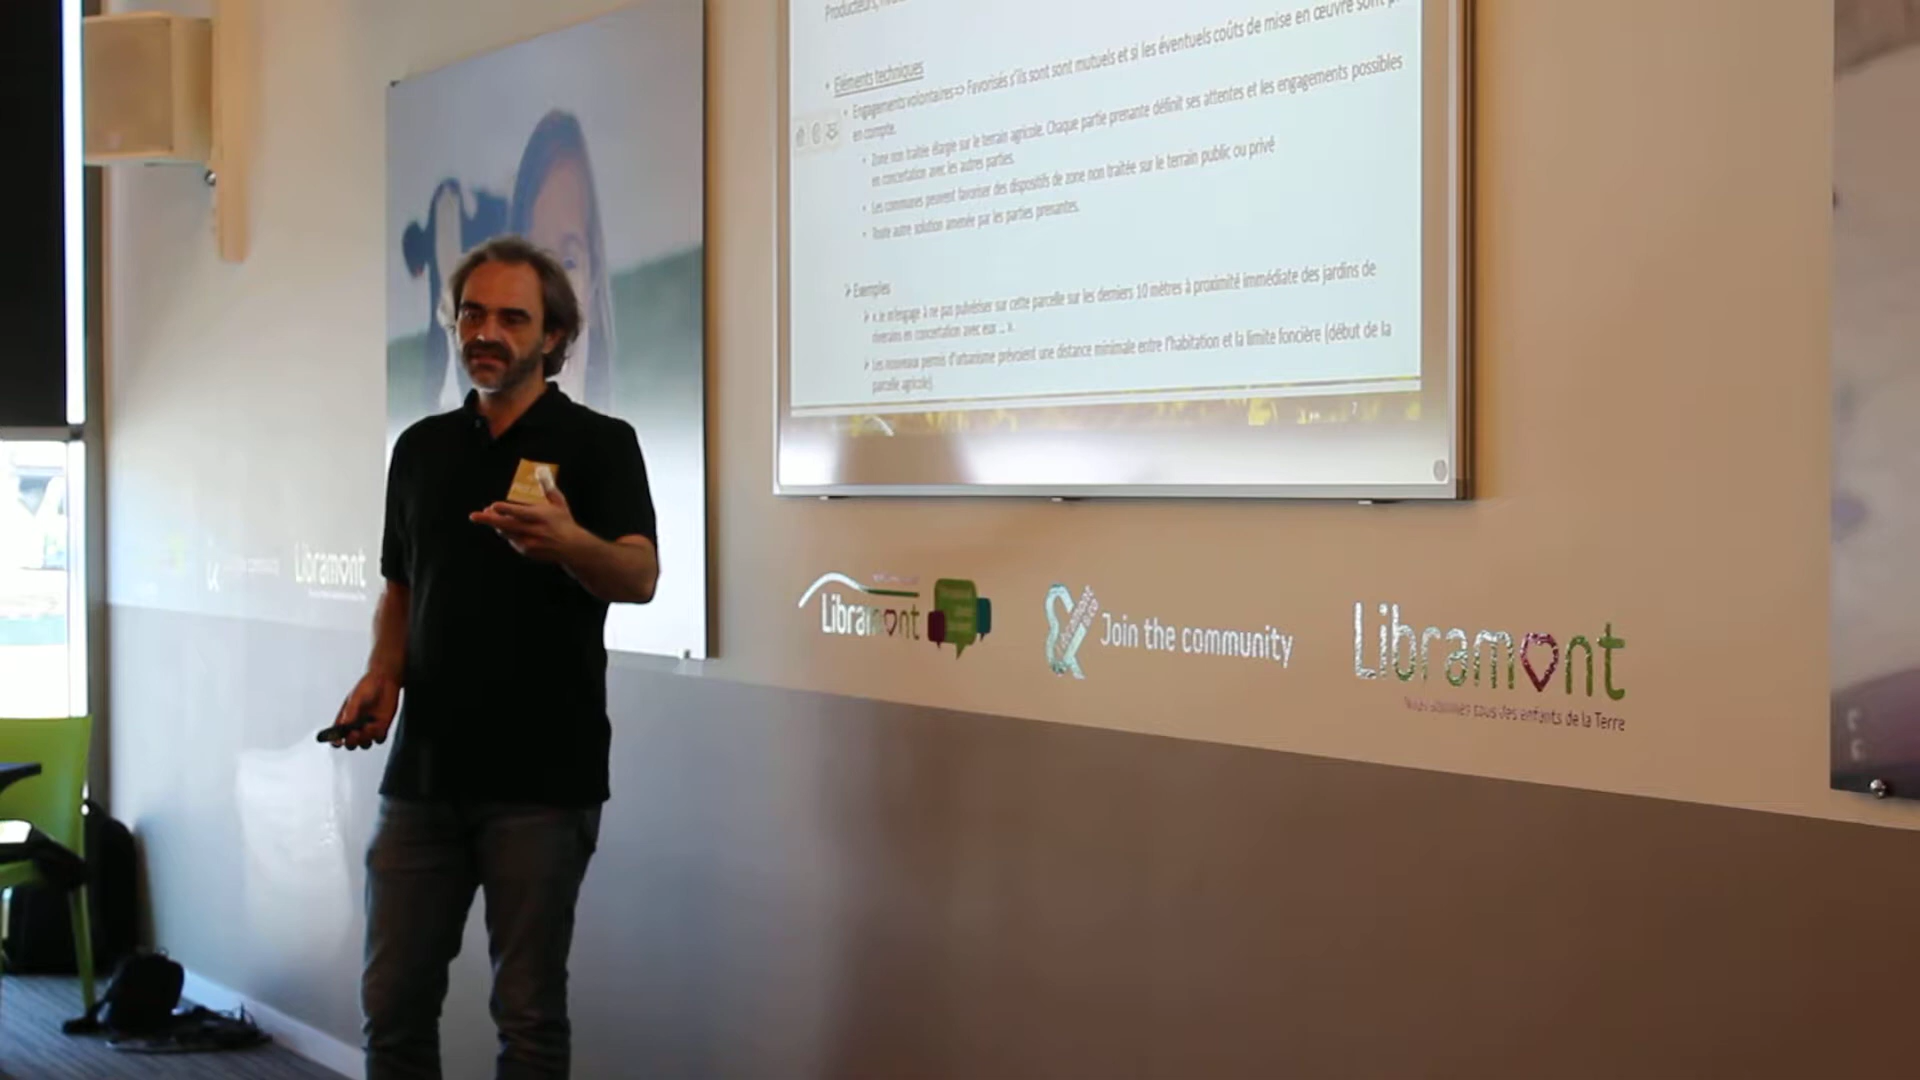 Producteurs,
• Eléments techniques
• Engagements volontaires=> Favorisés s'ils sont sont mutuels et si les éventuels coûts de mise en œuvre sont
en compte.
• Zone non traitée élargie sur le terrain agricole. Chaque partie prenante définit ses attentes et les engagements possibles
en concertation avec les autres parties.
• Les communes peuvent favoriser des dispositifs de zone non traitée sur le terrain public ou privé
• Toute autre solution amenée par les parties prenantes.
➢ Exemples
➢ « Je m'engage à ne pas pulvériser sur cette parcelle sur les derniers 10 mètres à proximité immédiate des jardins de
riverains en concertation avec eux ... ».
➢ Les nouveaux permis d'urbanisme prévoient une distance minimale entre l'habitation et la limite foncière (début de la
parcelle agricole).
7
Libramont
Join the community
Libramont
Nous sommes tous des enfants de la Terre
Libramont